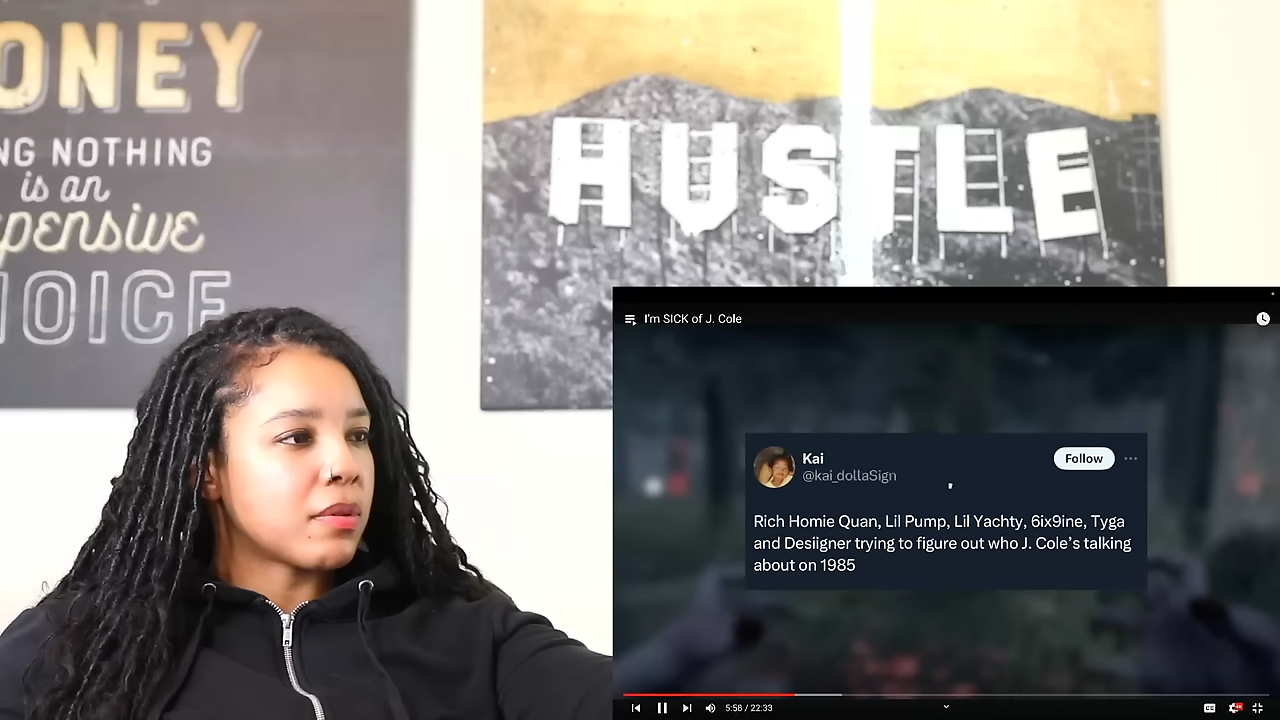 ONEY
NG NOTHING
is an
pensive
HOICE
HUSTLE
I'm SICK of J. Cole
Kai
@kai_dollaSign
Follow
Rich Homie Quan, Lil Pump, Lil Yachty, 6ix9ine, Tyga
and Desiigner trying to figure out who J. Cole's talking
about on 1985
5:58 / 22:33
CC
4K